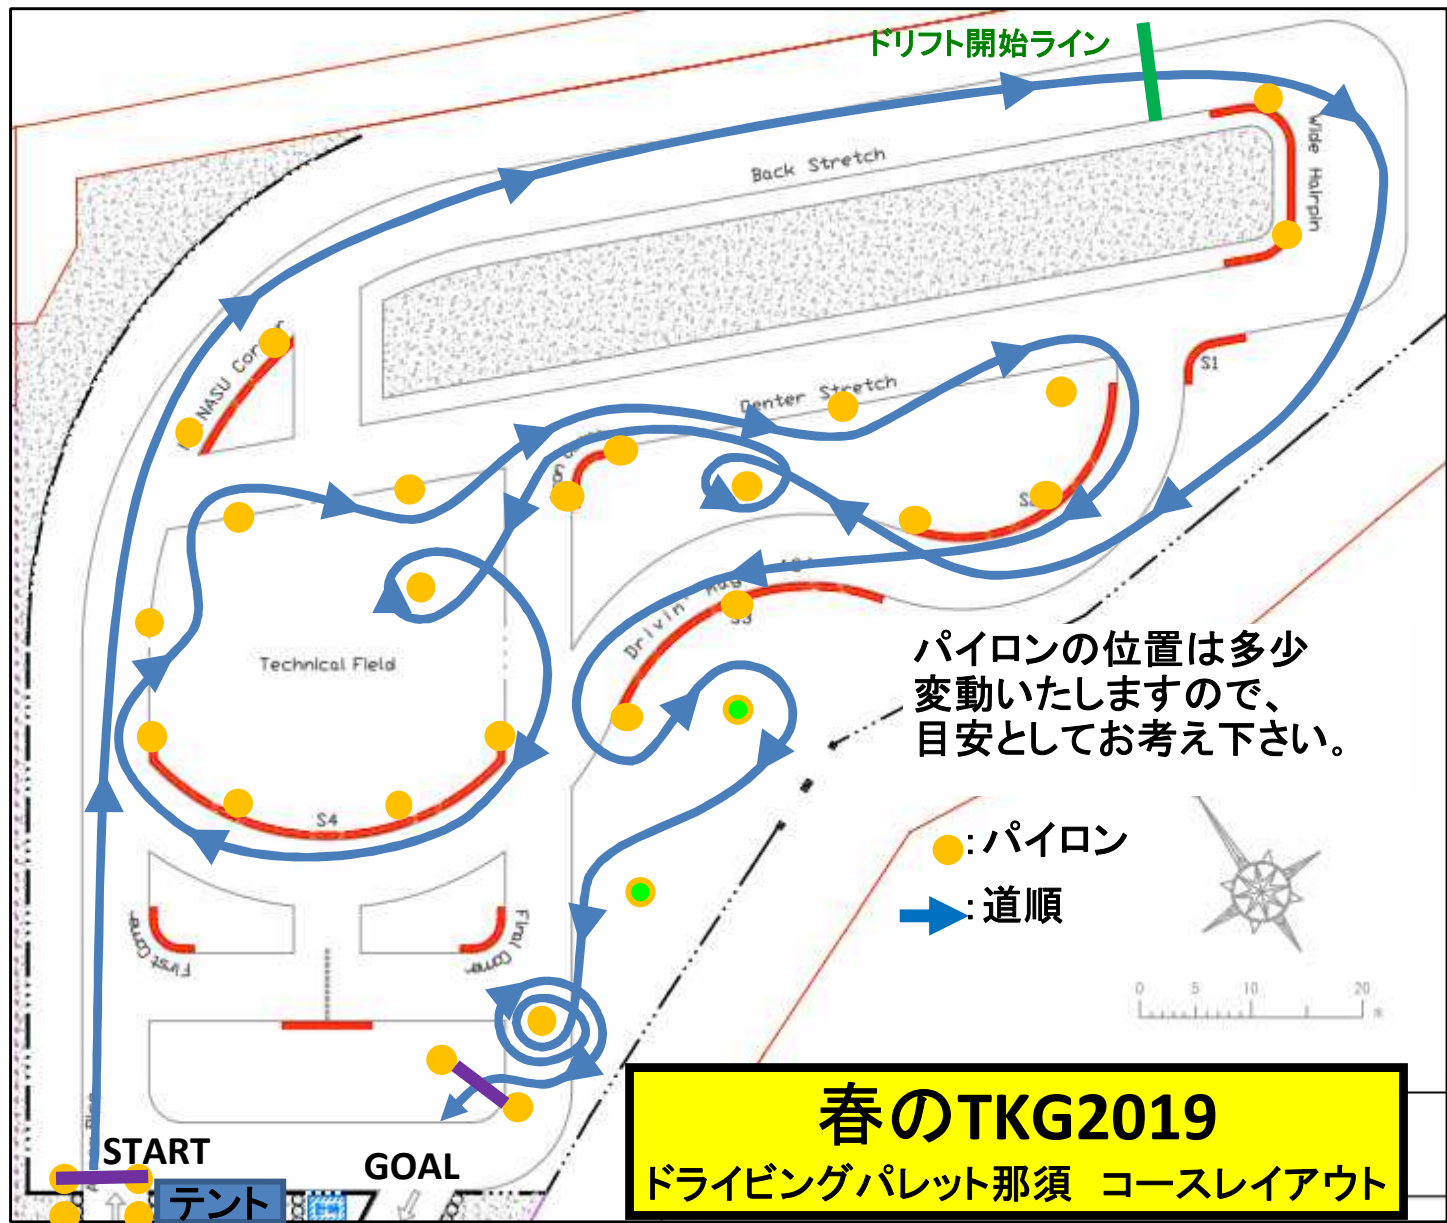 ドリフト開始ライン
Back Stretch
Wide Hairpin
NASU Cor
S1
Center Stretch
S3
Technical Field
S4
パイロンの位置は多少
変動いたしますので、
目安としてお考え下さい。
:パイロン
:道順
First Corner
Final Corner
0 5 10 20
START
GOAL
テント
春のTKG2019
ドライビングパレット那須 コースレイアウト